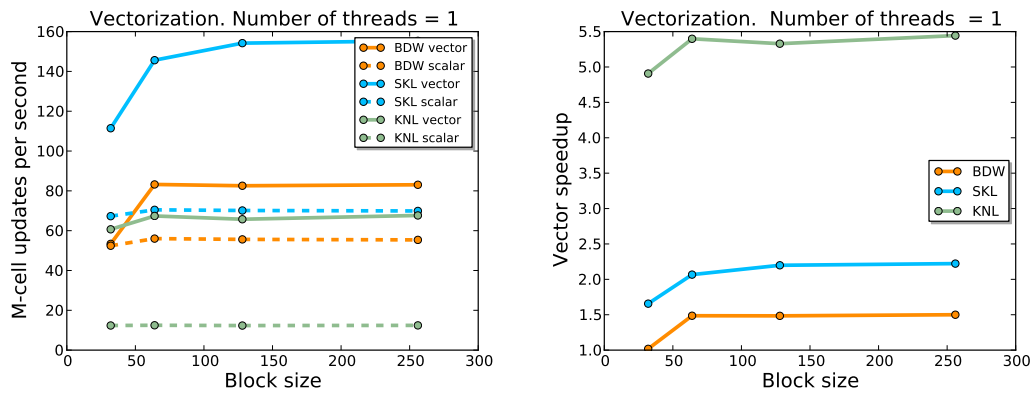 Vectorization. Number of threads = 1
M-cell updates per second
160
140
120
100
80
60
40
20
0
BDW vector
BDW scalar
SKL vector
SKL scalar
KNL vector
KNL scalar
0 50 100 150 200 250 300
Block size
Vectorization. Number of threads = 1
Vector speedup
5.5
5.0
4.5
4.0
3.5
3.0
2.5
2.0
1.5
1.0
BDW
SKL
KNL
0 50 100 150 200 250 300
Block size